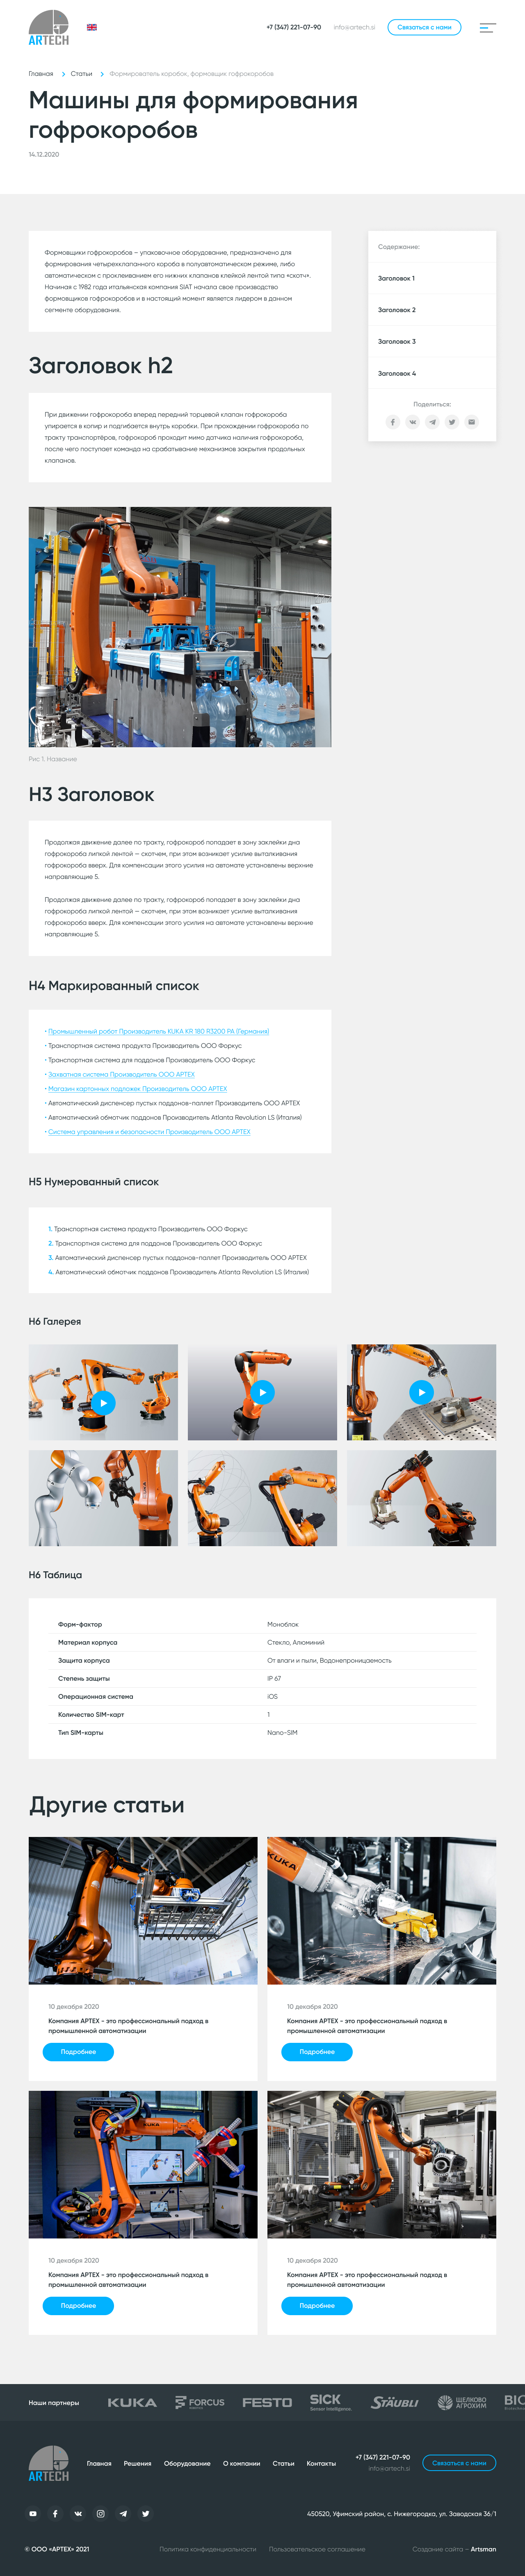 ARTECH
+7 (347) 221-07-90
info@artech.si
Связаться с нами
Главная > Статьи > Формирователь коробок, формовщик гофрокоробов
Машины для формирования
гофрокоробов
14.12.2020
Формовщики гофрокоробов – упаковочное оборудование, предназначено для
формирования четырехклапанного короба в полуавтоматическом режиме, либо
автоматическом с проклеиванием его нижних клапанов клейкой лентой типа «скотч».
Начиная с 1982 года итальянская компания SIAT начала свое производство
формовщиков гофрокоробов и в настоящий момент является лидером в данном
сегменте оборудования.
Содержание:
Заголовок 1
Заголовок 2
Заголовок 3
Заголовок 4
Поделиться:
Заголовок h2
При движении гофрокороба вперед передний торцевой клапан гофрокороба
упирается в копир и подгибается внутрь коробки. При прохождении гофрокороба по
тракту транспортёров, гофрокороб проходит мимо датчика наличия гофрокороба,
после чего поступает команда на срабатывание механизмов закрытия продольных
клапанов.
Рис 1. Название
H3 Заголовок
Продолжая движение далее по тракту, гофрокороб попадает в зону заклейки дна
гофрокороба липкой лентой — скотчем, при этом возникает усилие выталкивания
гофрокороба вверх. Для компенсации этого усилия на автомате установлены верхние
направляющие 5.
Продолжая движение далее по тракту, гофрокороб попадает в зону заклейки дна
гофрокороба липкой лентой — скотчем, при этом возникает усилие выталкивания
гофрокороба вверх. Для компенсации этого усилия на автомате установлены верхние
направляющие 5.
H4 Маркированный список
• Промышленный робот Производитель KUKA KR 180 R3200 PA (Германия)
• Транспортная система продукта Производитель ООО Форкус
• Транспортная система для поддонов Производитель ООО Форкус
• Захватная система Производитель ООО АРТЕХ
• Магазин картонных подложек Производитель ООО АРТЕХ
• Автоматический диспенсер пустых поддонов-паллет Производитель ООО АРТЕХ
• Автоматический обмотчик поддонов Производитель Atlanta Revolution LS (Италия)
• Система управления и безопасности Производитель ООО АРТЕХ
H5 Нумерованный список
1. Транспортная система продукта Производитель ООО Форкус
2. Транспортная система для поддонов Производитель ООО Форкус
3. Автоматический диспенсер пустых поддонов-паллет Производитель ООО АРТЕХ
4. Автоматический обмотчик поддонов Производитель Atlanta Revolution LS (Италия)
H6 Галерея
H6 Таблица
Форм-фактор Моноблок
Материал корпуса Стекло, Алюминий
Защита корпуса От влаги и пыли, Водонепроницаемость
Степень защиты IP 67
Операционная система iOS
Количество SIM-карт 1
Тип SIM-карты Nano-SIM
Другие статьи
KUKA
10 декабря 2020
Компания АРТЕХ - это профессиональный подход в
промышленной автоматизации
Подробнее
10 декабря 2020
Компания АРТЕХ - это профессиональный подход в
промышленной автоматизации
Подробнее
10 декабря 2020
Компания АРТЕХ - это профессиональный подход в
промышленной автоматизации
Подробнее
10 декабря 2020
Компания АРТЕХ - это профессиональный подход в
промышленной автоматизации
Подробнее
Наши партнеры
KUKA
FORCUS
FESTO
SICK
Sensor Intelligence.
STÄUBLI
ЩЕЛКОВО
АГРОХИМ
ARTECH
Главная Решения Оборудование О компании Статьи Контакты
+7 (347) 221-07-90
info@artech.si
Связаться с нами
450520, Уфимский район, с. Нижегородка, ул. Заводская 36/1
© ООО «АРТЕХ» 2021 Политика конфиденциальности Пользовательское соглашение Создание сайта – Artsman